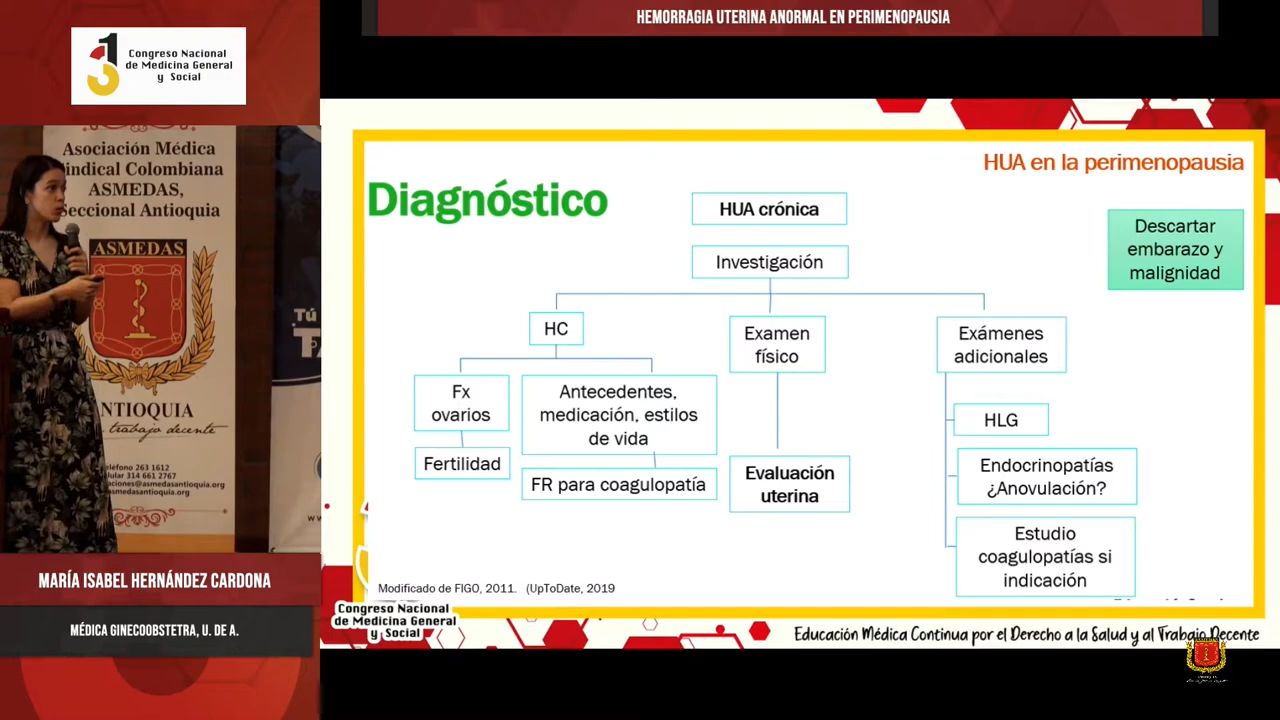 HEMORRAGIA UTERINA ANORMAL EN PERIMENOPAUSIA
31
Congreso Nacional
de Medicina General
y Social
Asociación Médica
Sindical Colombiana
ASMEDAS,
Seccional Antioquia
ASMEDAS
ANTIOQUIA
trabajo decente
léfono 263 1612
lular 314 661 2767
aciones@asmedasantioquia.org
asmedasantioquia.org
Tú
HUA en la perimenopausia
Diagnóstico
HUA crónica
Descartar
embarazo y
malignidad
Investigación
HC
Examen
físico
Exámenes
adicionales
Fx
ovarios
Antecedentes,
medicación, estilos
de vida
HLG
Fertilidad
FR para coagulopatía
Evaluación
uterina
Endocrinopatías
¿Anovulación?
Estudio
coagulopatías si
indicación
Modificado de FIGO, 2011. (UpToDate, 2019
Congreso Nacional
de Medicina General
y Social
Educación Médica Continua por el Derecho a la Salud y al Trabajo Decente
MARÍA ISABEL HERNÁNDEZ CARDONA
MÉDICA GINECOOBSTETRA, U. DE A.